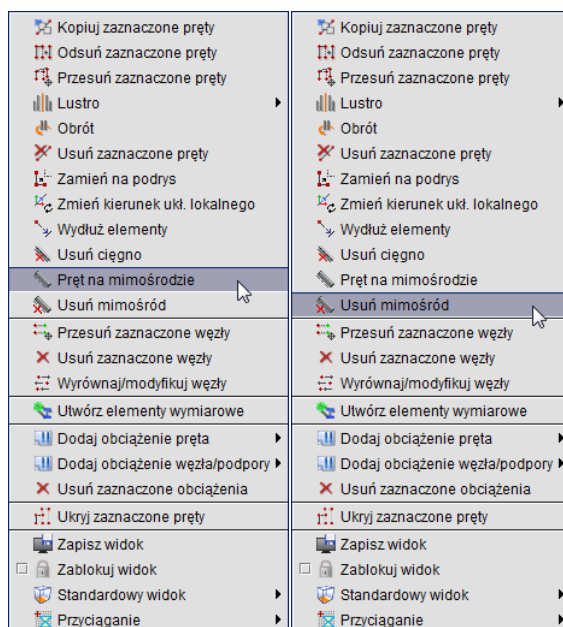 Kopiuj zaznaczone pręty
Odsuń zaznaczone pręty
Przesuń zaznaczone pręty
Lustro
Obrót
Usuń zaznaczone pręty
Zamień na podrys
Zmień kierunek ukł. lokalnego
Wydłuż elementy
Usuń cięgno
Pręt na mimośrodzie
Usuń mimośród
Przesuń zaznaczone węzły
Usuń zaznaczone węzły
Wyrównaj/modyfikuj węzły
Utwórz elementy wymiarowe
Dodaj obciążenie pręta
Dodaj obciążenie węzła/podpory
Usuń zaznaczone obciążenia
Ukryj zaznaczone pręty
Zapisz widok
Zablokuj widok
Standardowy widok
Przyciąganie
Kopiuj zaznaczone pręty
Odsuń zaznaczone pręty
Przesuń zaznaczone pręty
Lustro
Obrót
Usuń zaznaczone pręty
Zamień na podrys
Zmień kierunek ukł. lokalnego
Wydłuż elementy
Usuń cięgno
Pręt na mimośrodzie
Usuń mimośród
Przesuń zaznaczone węzły
Usuń zaznaczone węzły
Wyrównaj/modyfikuj węzły
Utwórz elementy wymiarowe
Dodaj obciążenie pręta
Dodaj obciążenie węzła/podpory
Usuń zaznaczone obciążenia
Ukryj zaznaczone pręty
Zapisz widok
Zablokuj widok
Standardowy widok
Przyciąganie